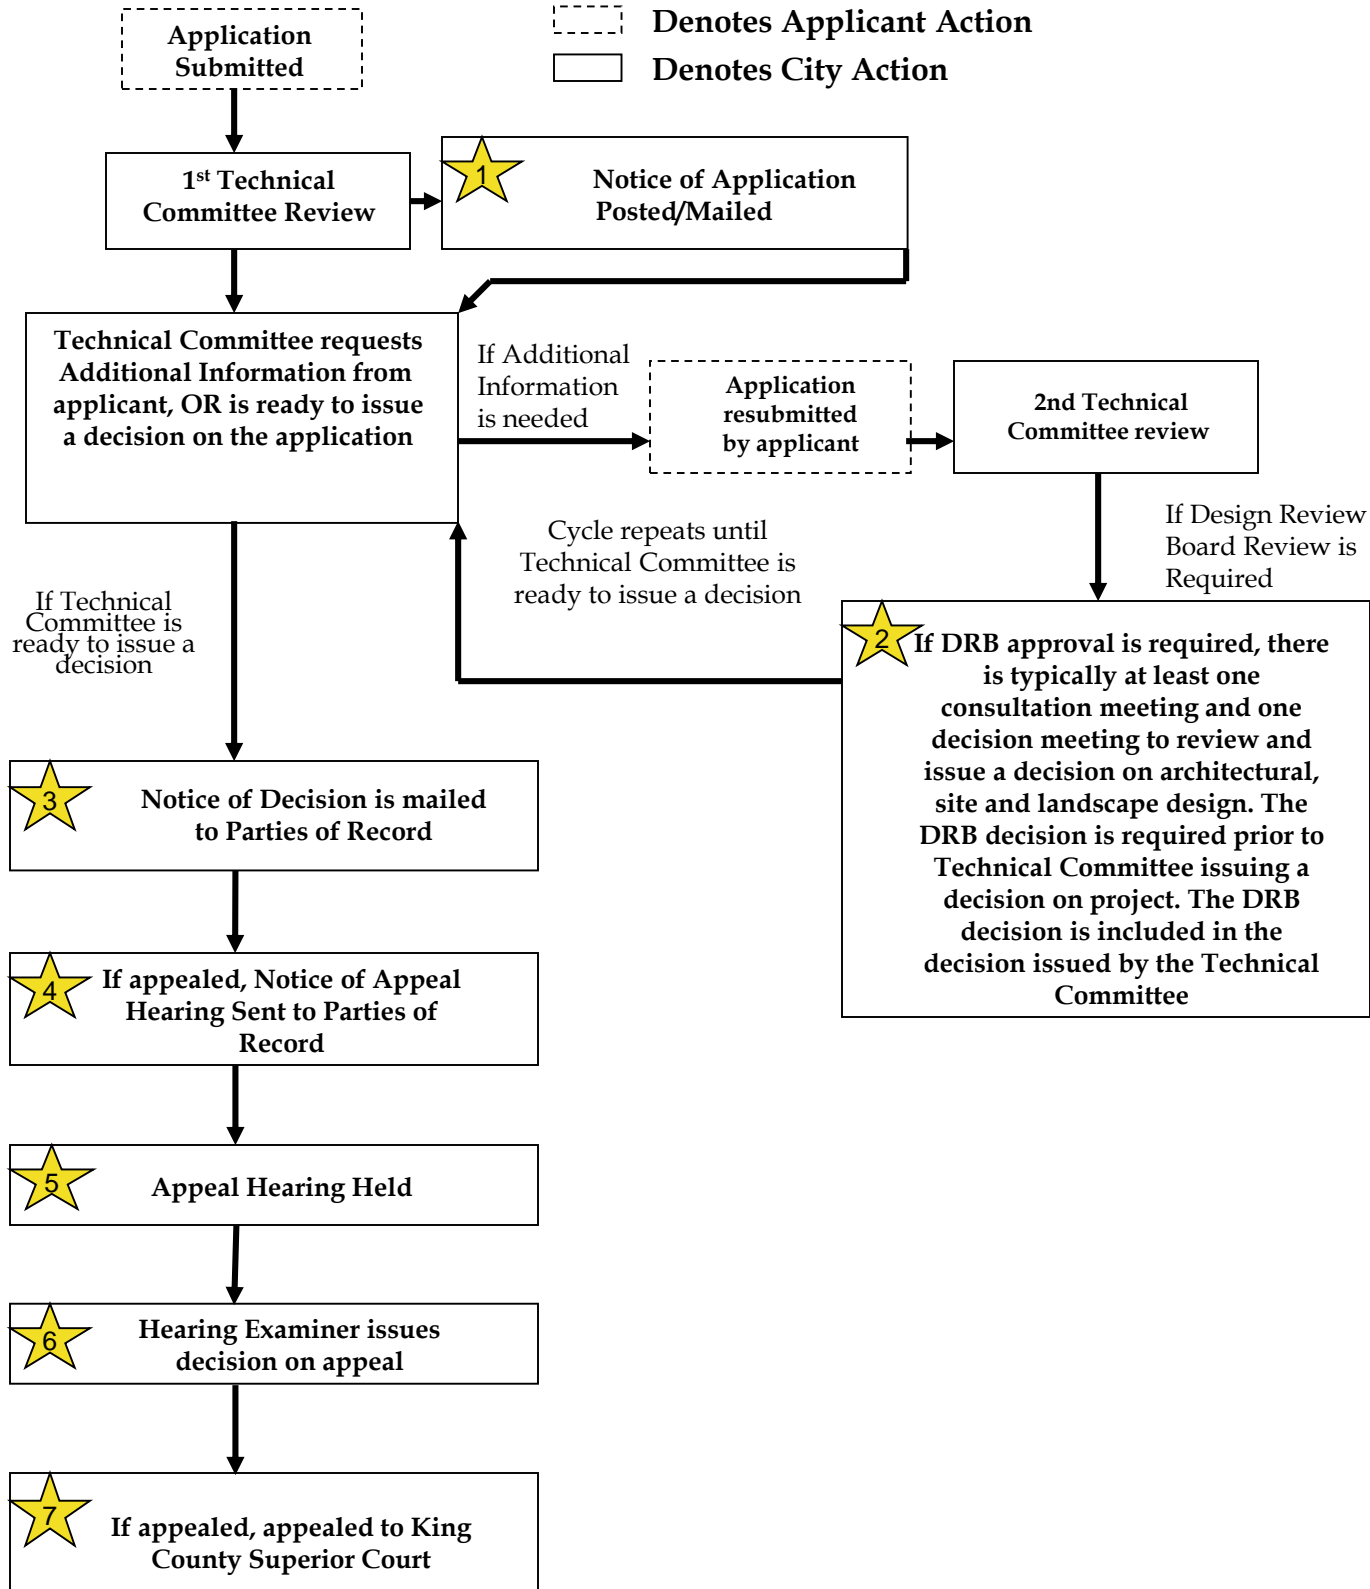 Denotes Applicant Action
Denotes City Action
Application
Submitted
1st Technical
Committee Review
1
Notice of Application
Posted/Mailed
Technical Committee requests
Additional Information from
applicant, OR is ready to issue
a decision on the application
If Additional
Information
is needed
Application
resubmitted
by applicant
2nd Technical
Committee review
Cycle repeats until
Technical Committee is
ready to issue a decision
If Design Review
Board Review is
Required
If Technical
Committee is
ready to issue a
decision
2
If DRB approval is required, there
is typically at least one
consultation meeting and one
decision meeting to review and
issue a decision on architectural,
site and landscape design. The
DRB decision is required prior to
Technical Committee issuing a
decision on project. The DRB
decision is included in the
decision issued by the Technical
Committee
3
Notice of Decision is mailed
to Parties of Record
4
If appealed, Notice of Appeal
Hearing Sent to Parties of
Record
5
Appeal Hearing Held
6
Hearing Examiner issues
decision on appeal
7
If appealed, appealed to King
County Superior Court